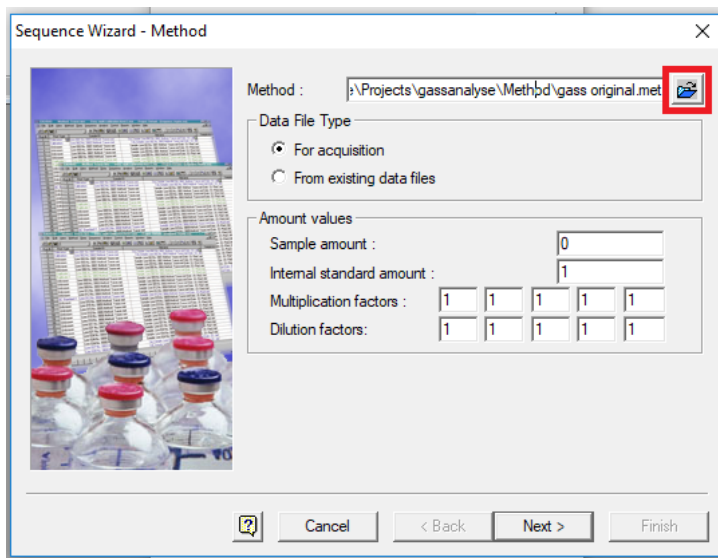 Sequence Wizard - Method
Method : :\Projects\gassanalyse\Method\gass original.met
Data File Type
For acquisition
From existing data files
Amount values
Sample amount : 0
Internal standard amount : 1
Multiplication factors : 1 1 1 1 1
Dilution factors: 1 1 1 1 1
Cancel < Back Next > Finish